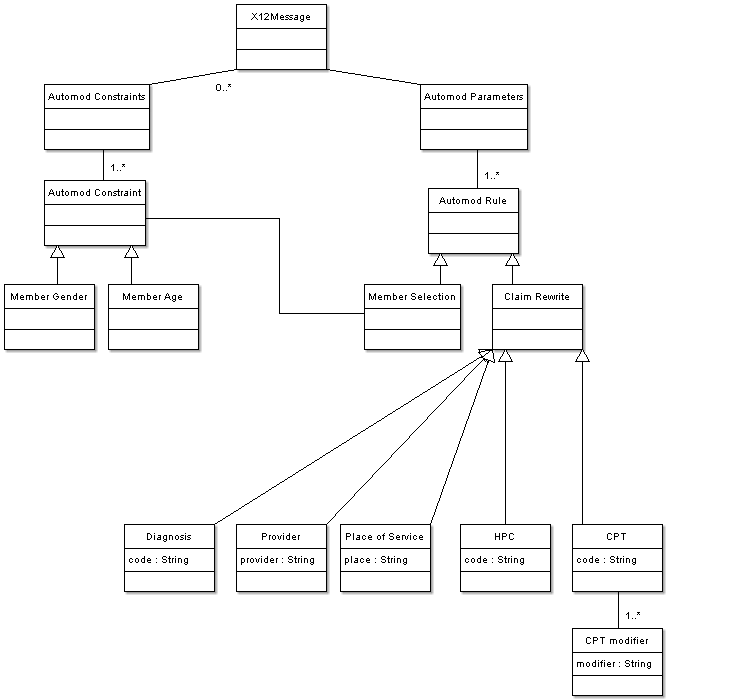 X12Message
0..*
Automod Constraints
Automod Parameters
1..*
1..*
Automod Constraint
Automod Rule
Member Gender
Member Age
Member Selection
Claim Rewrite
Diagnosis
code : String
Provider
provider : String
Place of Service
place : String
HPC
code : String
CPT
code : String
1..*
CPT modifier
modifier : String